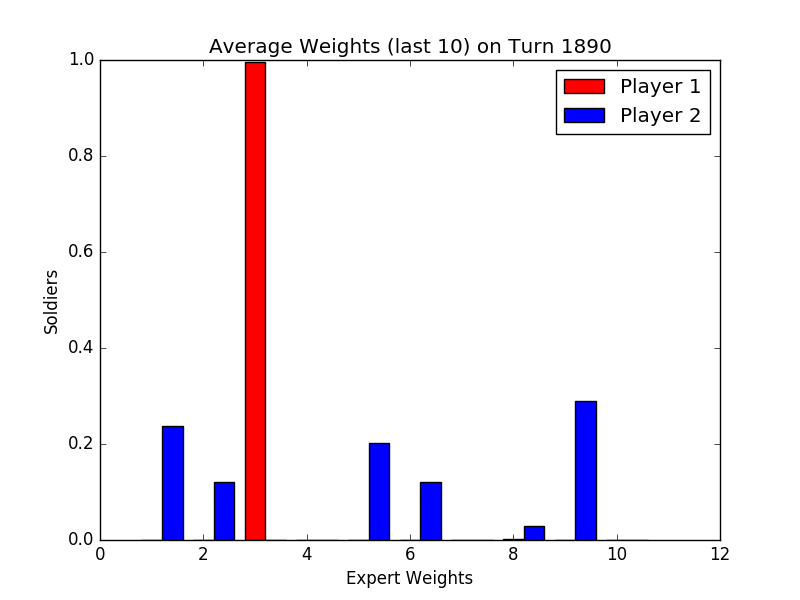 Average Weights (last 10) on Turn 1890
Player 1
Player 2
1.0
0.8
0.6
0.4
0.2
0.0
Soldiers
0 2 4 6 8 10 12
Expert Weights